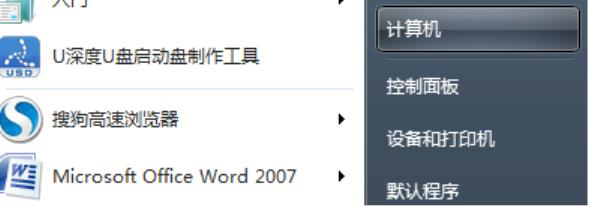 入门
U深度U盘启动盘制作工具
搜狗高速浏览器
Microsoft Office Word 2007
计算机
控制面板
设备和打印机
默认程序